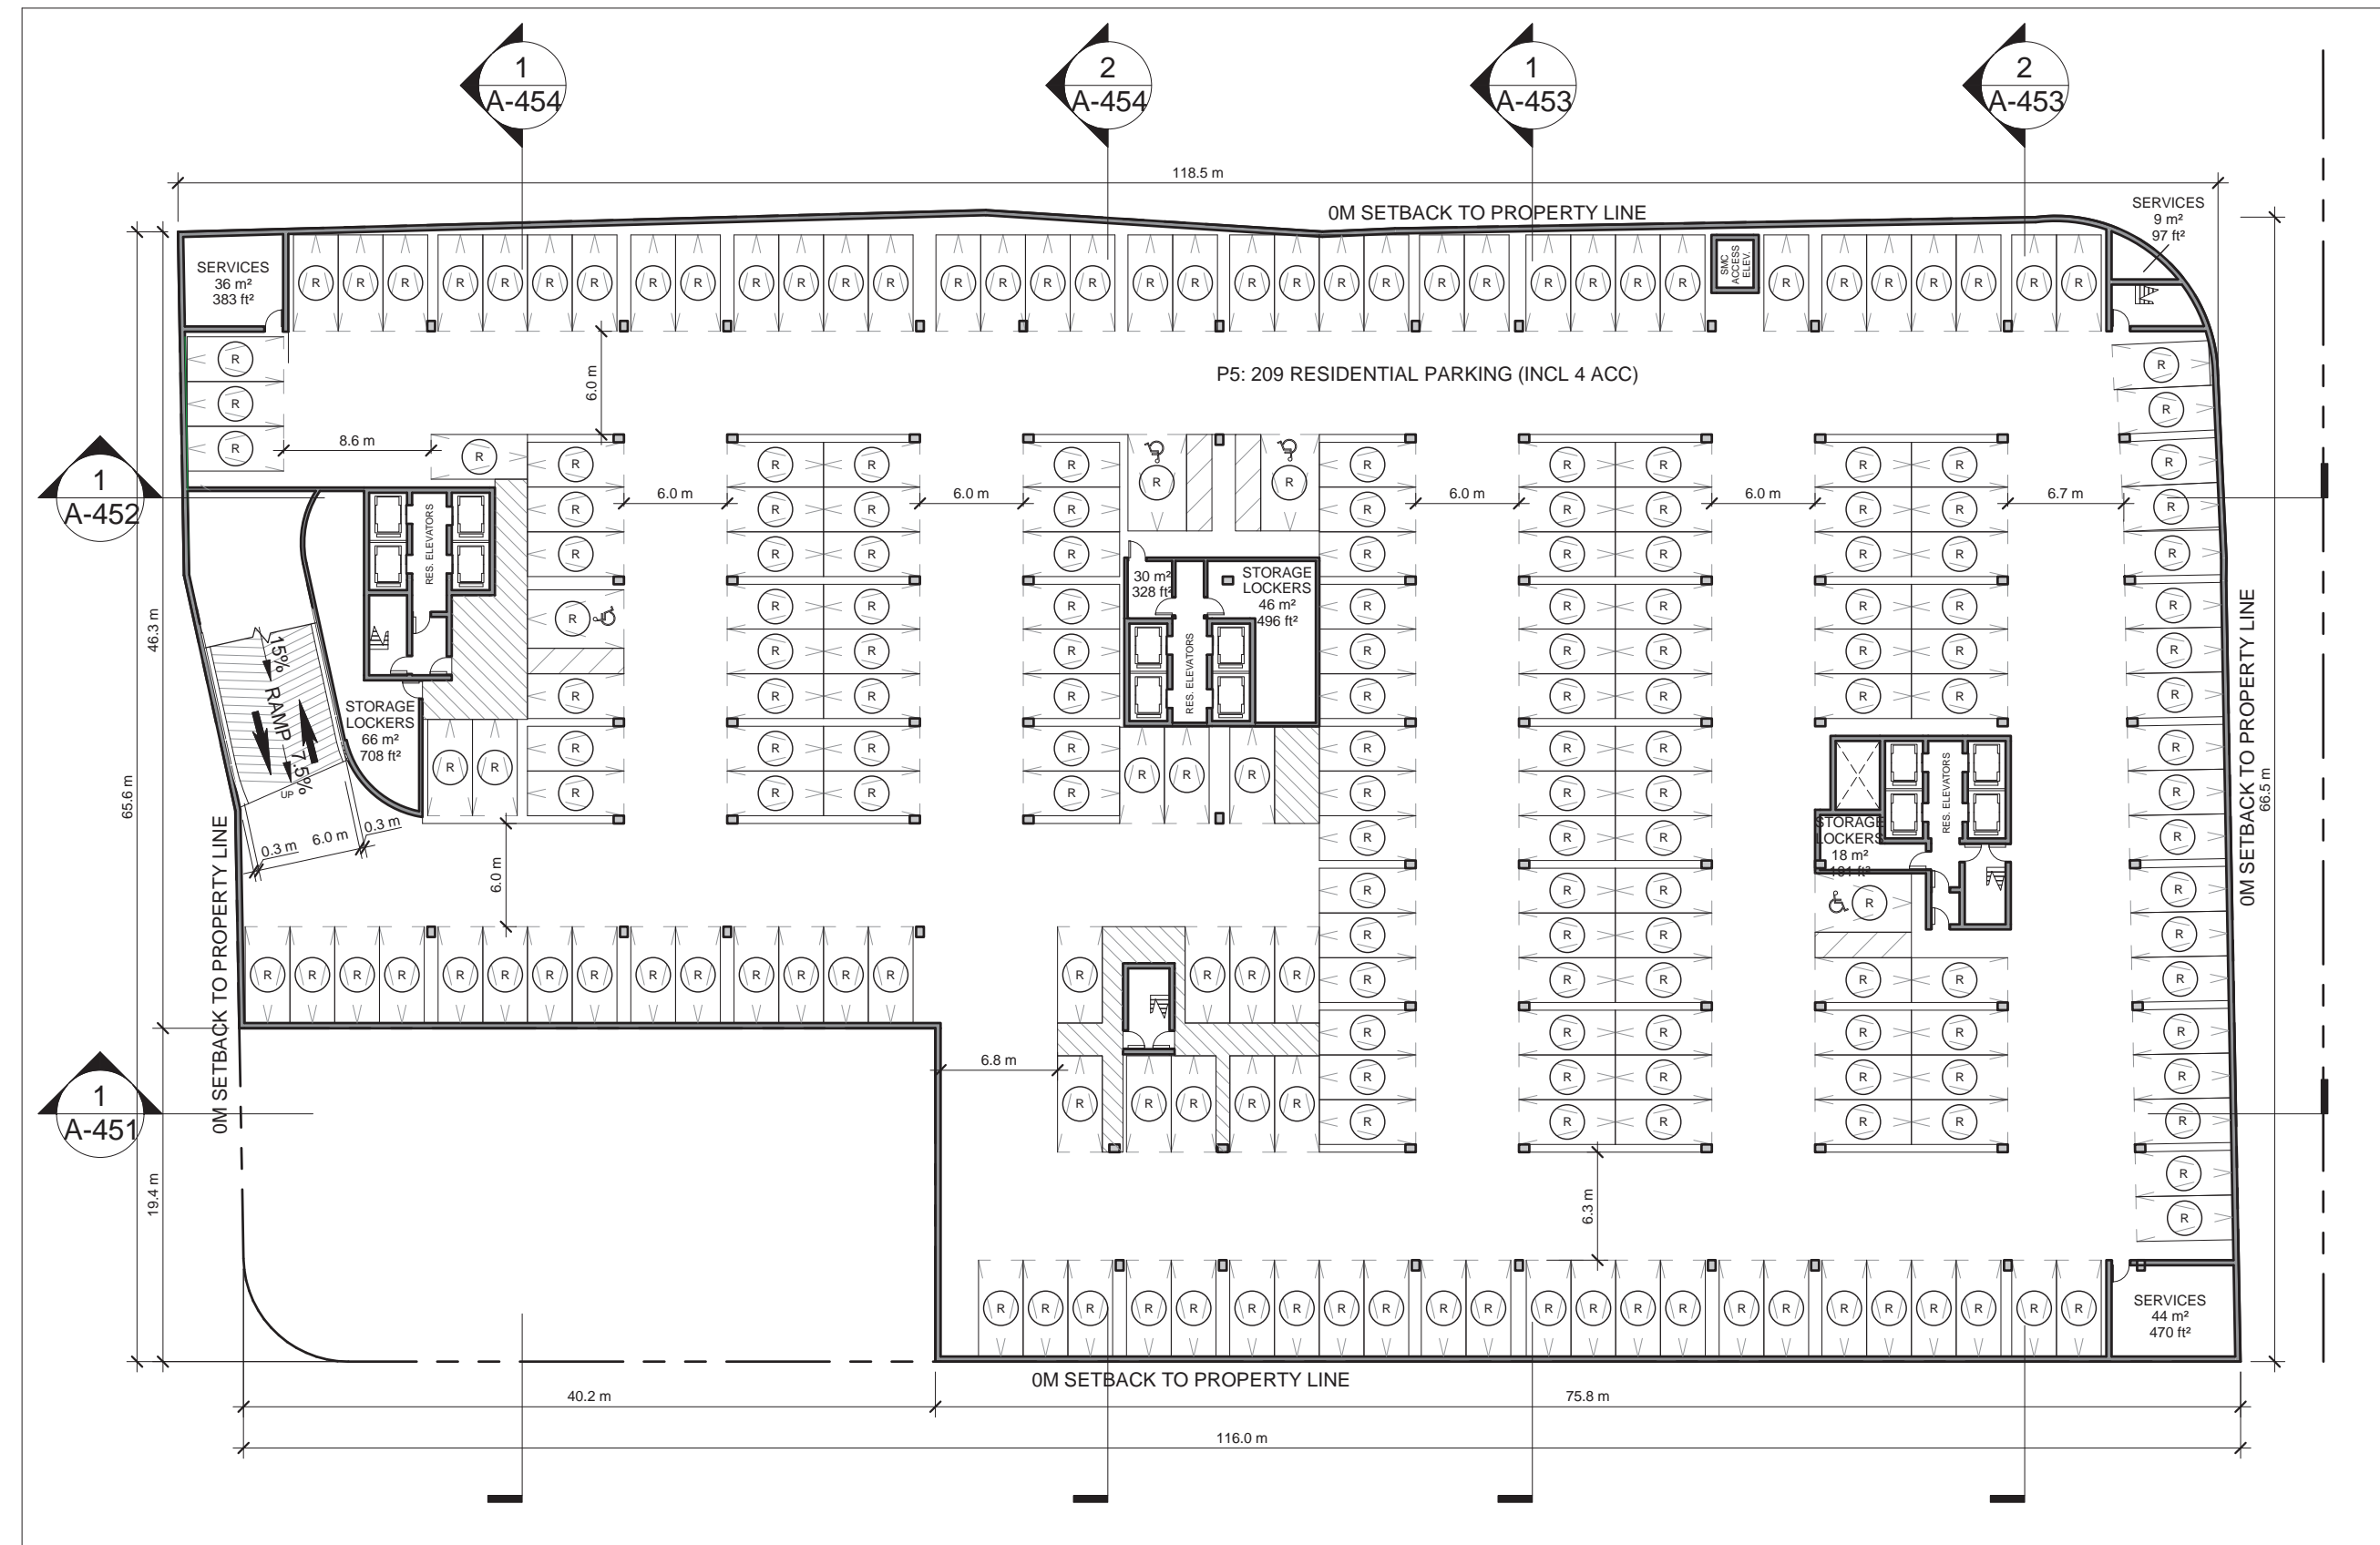 1
A-454
2
A-454
1
A-453
2
A-453
118.5 m
0M SETBACK TO PROPERTY LINE
SERVICES
9 m²
97 ft²
SERVICES
36 m²
383 ft²
SMC
ACCESS
ELEV.
R R R R R R R R R R R R R R R R R R R R R R R R R R R R R R R R R R R R
P5: 209 RESIDENTIAL PARKING (INCL 4 ACC)
6.0 m
8.6 m
6.0 m
6.0 m
6.0 m
6.0 m
6.7 m
1
A-452
RES. ELEVATORS
30 m²
328 ft²
STORAGE
LOCKERS
46 m²
496 ft²
RES. ELEVATORS
46.3 m
65.6 m
15%
RAMP
7.5%
UP
STORAGE
LOCKERS
66 m²
708 ft²
0.3 m
6.0 m
0.3 m
6.0 m
RES. ELEVATORS
STORAGE
LOCKERS
18 m²
191 ft²
0M SETBACK TO PROPERTY LINE
66.5 m
0M SETBACK TO PROPERTY LINE
6.8 m
1
A-451
19.4 m
6.3 m
SERVICES
44 m²
470 ft²
0M SETBACK TO PROPERTY LINE
40.2 m
75.8 m
116.0 m